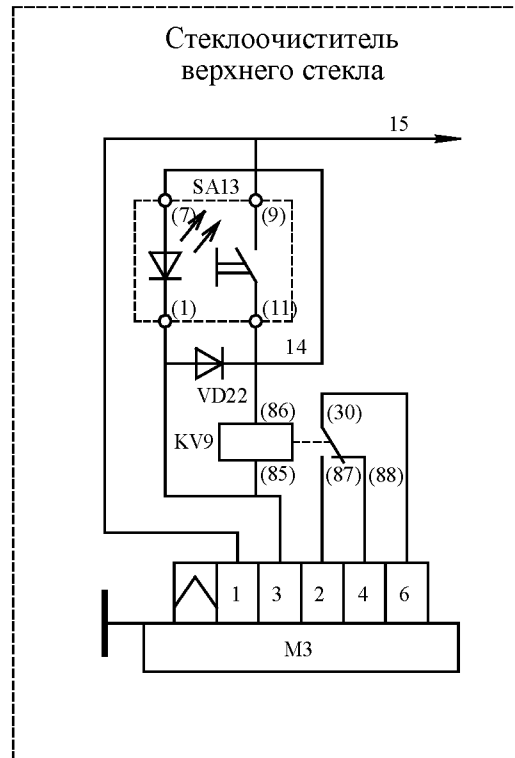 Стеклоочиститель
верхнего стекла
15
SA13
(7)
(9)
(1)
(11)
14
VD22
(86)
(30)
KV9
(85)
(87)
(88)
1 3 2 4 6
М3